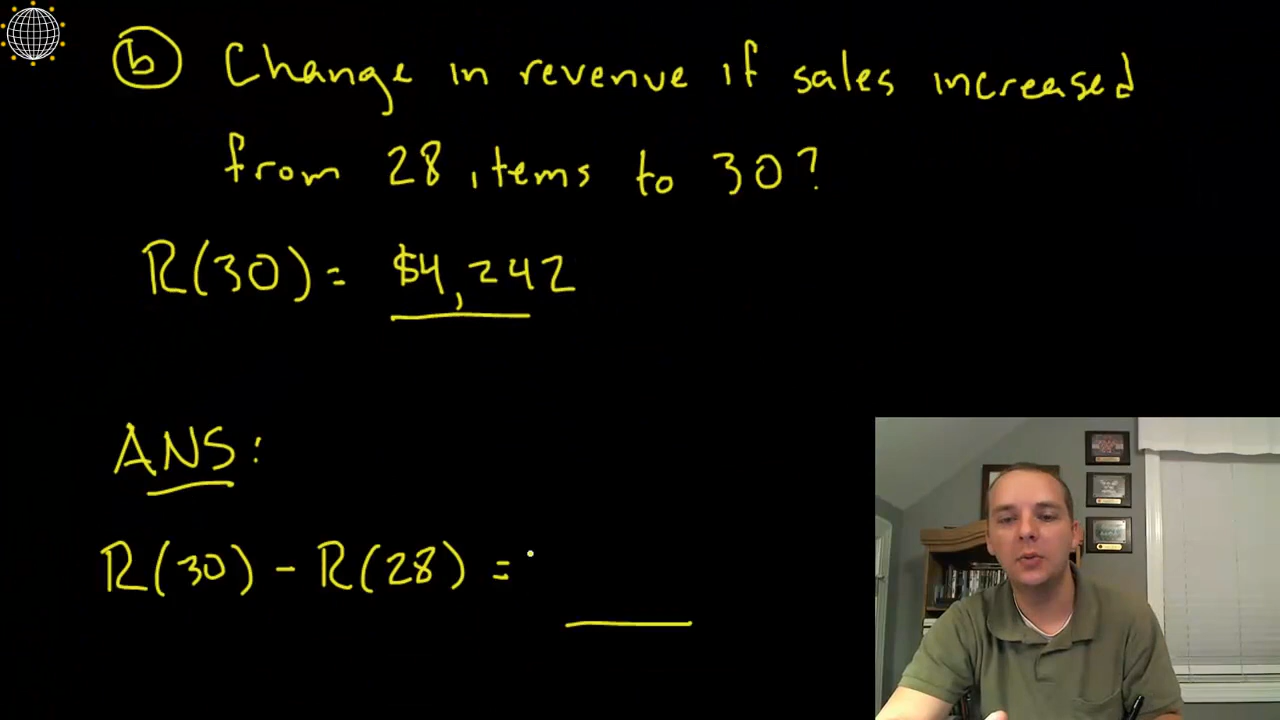 b Change in revenue if sales increased
from 28 items to 30?
R(30) = $4,242
ANS:
R(30) - R(28) =